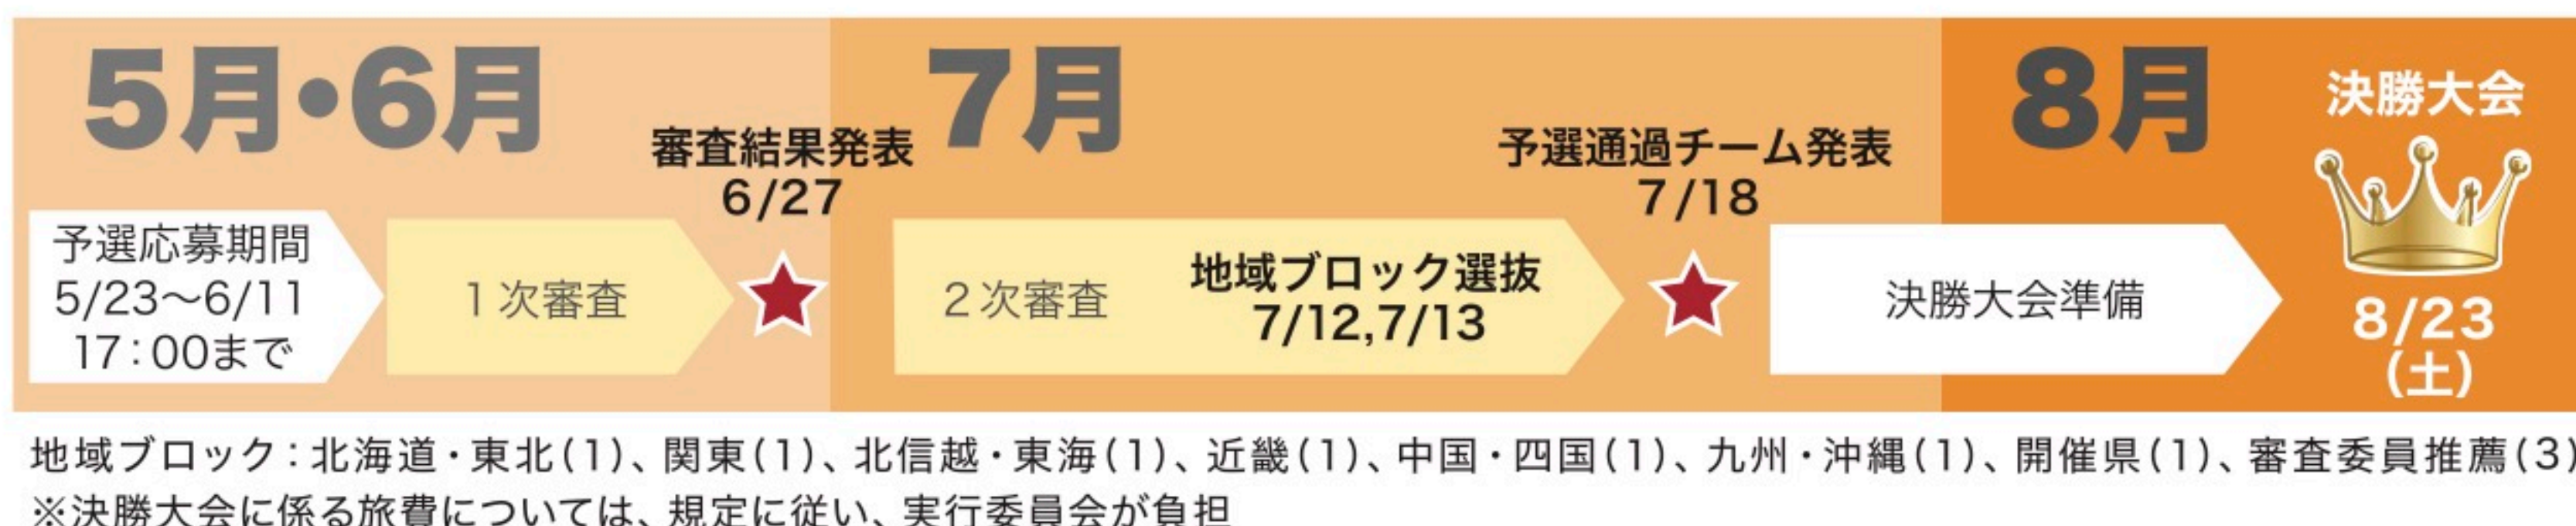 5月・6月
7月
8月
決勝大会
審査結果発表
6/27
予選通過チーム発表
7/18
予選応募期間
5/23〜6/11
17:00まで
1次審査
2次審査
地域ブロック選抜
7/12,7/13
決勝大会準備
8/23
(土)
地域ブロック:北海道・東北(1)、関東(1)、北信越・東海(1)、近畿(1)、中国・四国(1)、九州・沖縄(1)、開催県(1)、審査委員推薦(3)
※決勝大会に係る旅費については、規定に従い、実行委員会が負担